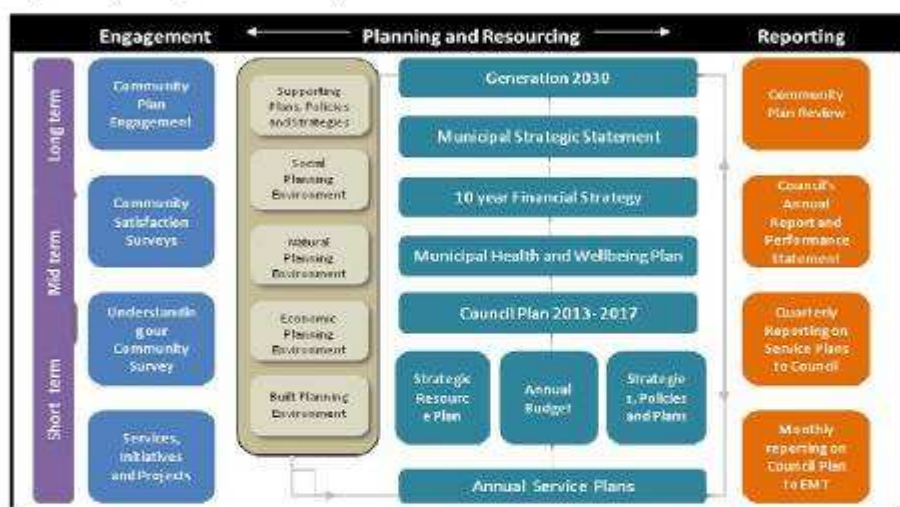 Engagement
Planning and Resourcing
Reporting
Long term
Mid term
Short term
Community
Plan
Engagement
Community
Satisfaction
Surveys
Understandin
g our
Community
Survey
Services,
Initiatives
and Projects
Supporting
Plans, Policies
and Strategies
Social
Planning
Environment
Natural
Planning
Environment
Economic
Planning
Environment
Built Planning
Environment
Generation 2030
Municipal Strategic Statement
10 year Financial Strategy
Municipal Health and Wellbeing Plan
Council Plan 2013-2017
Strategic
Resourc
e Plan
Annual
Budget
Strategie
s, Policies
and Plans
Annual Service Plans
Community
Plan Review
Council's
Annual
Report and
Performance
Statement
Quarterly
Reporting on
Service Plans
to Council
Monthly
reporting on
Council Plan
to EMT